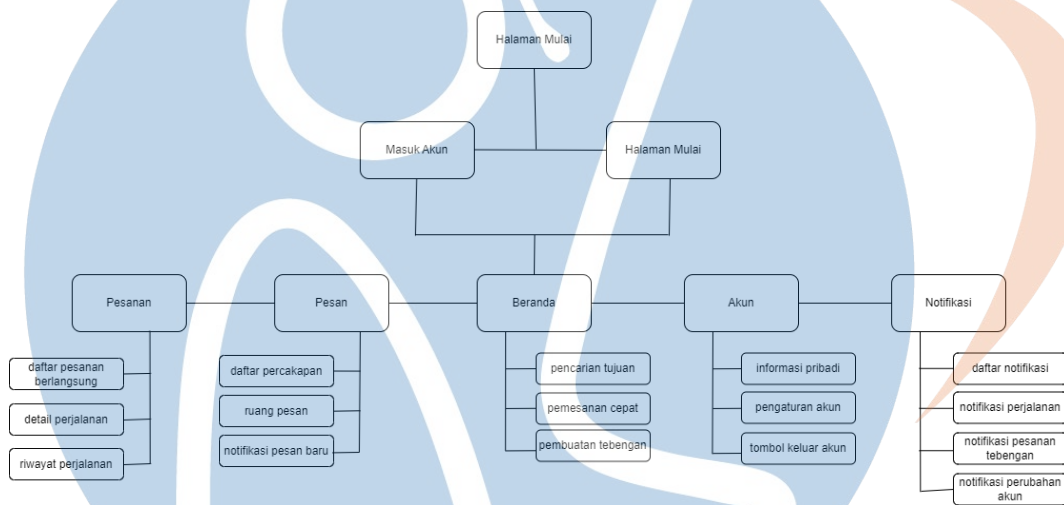 Halaman Mulai
Masuk Akun
Halaman Mulai
Pesanan
Pesan
Beranda
Akun
Notifikasi
daftar pesanan
berlangsung
detail perjalanan
riwayat perjalanan
daftar percakapan
ruang pesan
notifikasi pesan baru
pencarian tujuan
pemesanan cepat
pembuatan tebengan
informasi pribadi
pengaturan akun
tombol keluar akun
daftar notifikasi
notifikasi perjalanan
notifikasi pesanan
tebengan
notifikasi perubahan
akun